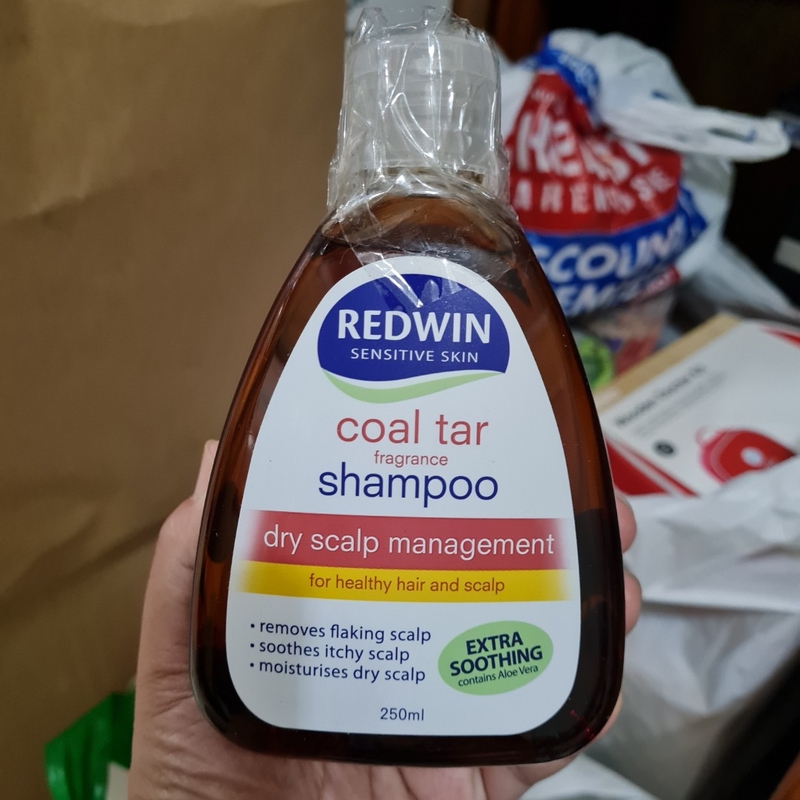 REDWIN
SENSITIVE SKIN
coal tar
fragrance
shampoo
dry scalp management
for healthy hair and scalp
• removes flaking scalp
• soothes itchy scalp
• moisturises dry scalp
EXTRA
SOOTHING
contains Aloe Vera
250ml